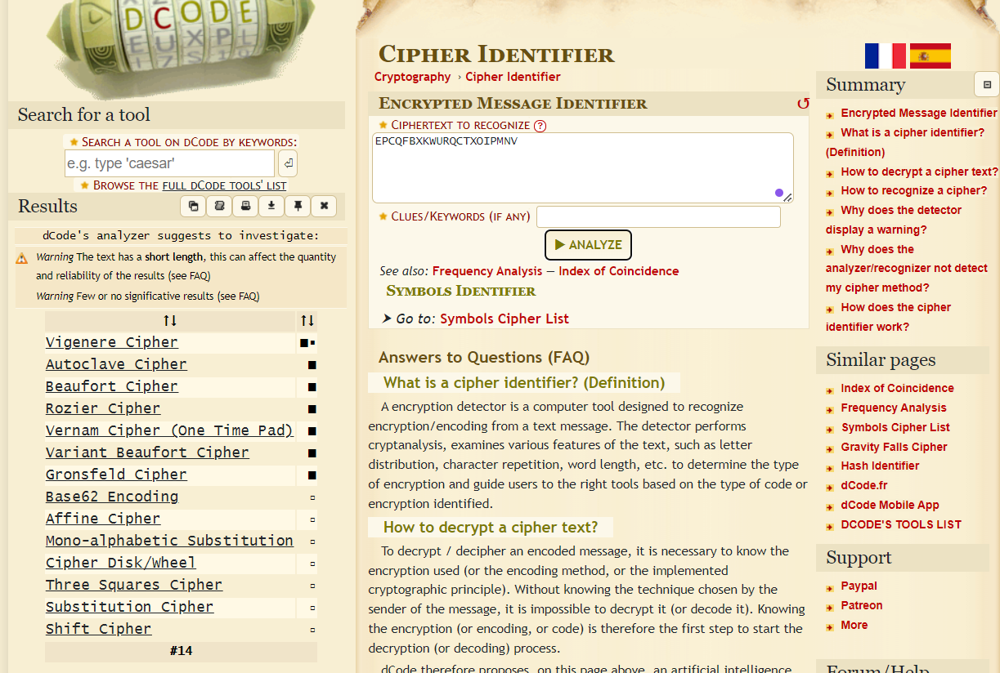 DCODE
EUXPL
Search for a tool
★ Search a tool on dCode by keywords:
e.g. type 'caesar'
★ Browse the full dCode tools' list
Results
dCode's analyzer suggests to investigate:
Warning The text has a short length, this can affect the quantity
and reliability of the results (see FAQ)
Warning Few or no significative results (see FAQ)
↑↓ ↑↓
Vigenere Cipher ■▪
Autoclave Cipher ■
Beaufort Cipher ■
Rozier Cipher ■
Vernam Cipher (One Time Pad) ■
Variant Beaufort Cipher ■
Gronsfeld Cipher ■
Base62 Encoding ▫
Affine Cipher ▫
Mono-alphabetic Substitution ▫
Cipher Disk/Wheel ▫
Three Squares Cipher ▫
Substitution Cipher ▫
Shift Cipher ▫
#14
Cipher Identifier
Cryptography › Cipher Identifier
Encrypted Message Identifier
★ Ciphertext to recognize ?
EPCQFBXKWURQCTXOIPMNV
★ Clues/Keywords (if any)
▶ ANALYZE
See also: Frequency Analysis — Index of Coincidence
Symbols Identifier
➤ Go to: Symbols Cipher List
Answers to Questions (FAQ)
What is a cipher identifier? (Definition)
A encryption detector is a computer tool designed to recognize
encryption/encoding from a text message. The detector performs
cryptanalysis, examines various features of the text, such as letter
distribution, character repetition, word length, etc. to determine the type
of encryption and guide users to the right tools based on the type of code or
encryption identified.
How to decrypt a cipher text?
To decrypt / decipher an encoded message, it is necessary to know the
encryption used (or the encoding method, or the implemented
cryptographic principle). Without knowing the technique chosen by the
sender of the message, it is impossible to decrypt it (or decode it). Knowing
the encryption (or encoding, or code) is therefore the first step to start the
decryption (or decoding) process.
dCode therefore proposes, on this page above, an artificial intelligence
Summary
Encrypted Message Identifier
What is a cipher identifier?
(Definition)
How to decrypt a cipher text?
How to recognize a cipher?
Why does the detector
display a warning?
Why does the
analyzer/recognizer not detect
my cipher method?
How does the cipher
identifier work?
Similar pages
Index of Coincidence
Frequency Analysis
Symbols Cipher List
Gravity Falls Cipher
Hash Identifier
dCode.fr
dCode Mobile App
DCODE'S TOOLS LIST
Support
Paypal
Patreon
More
Forum/Help